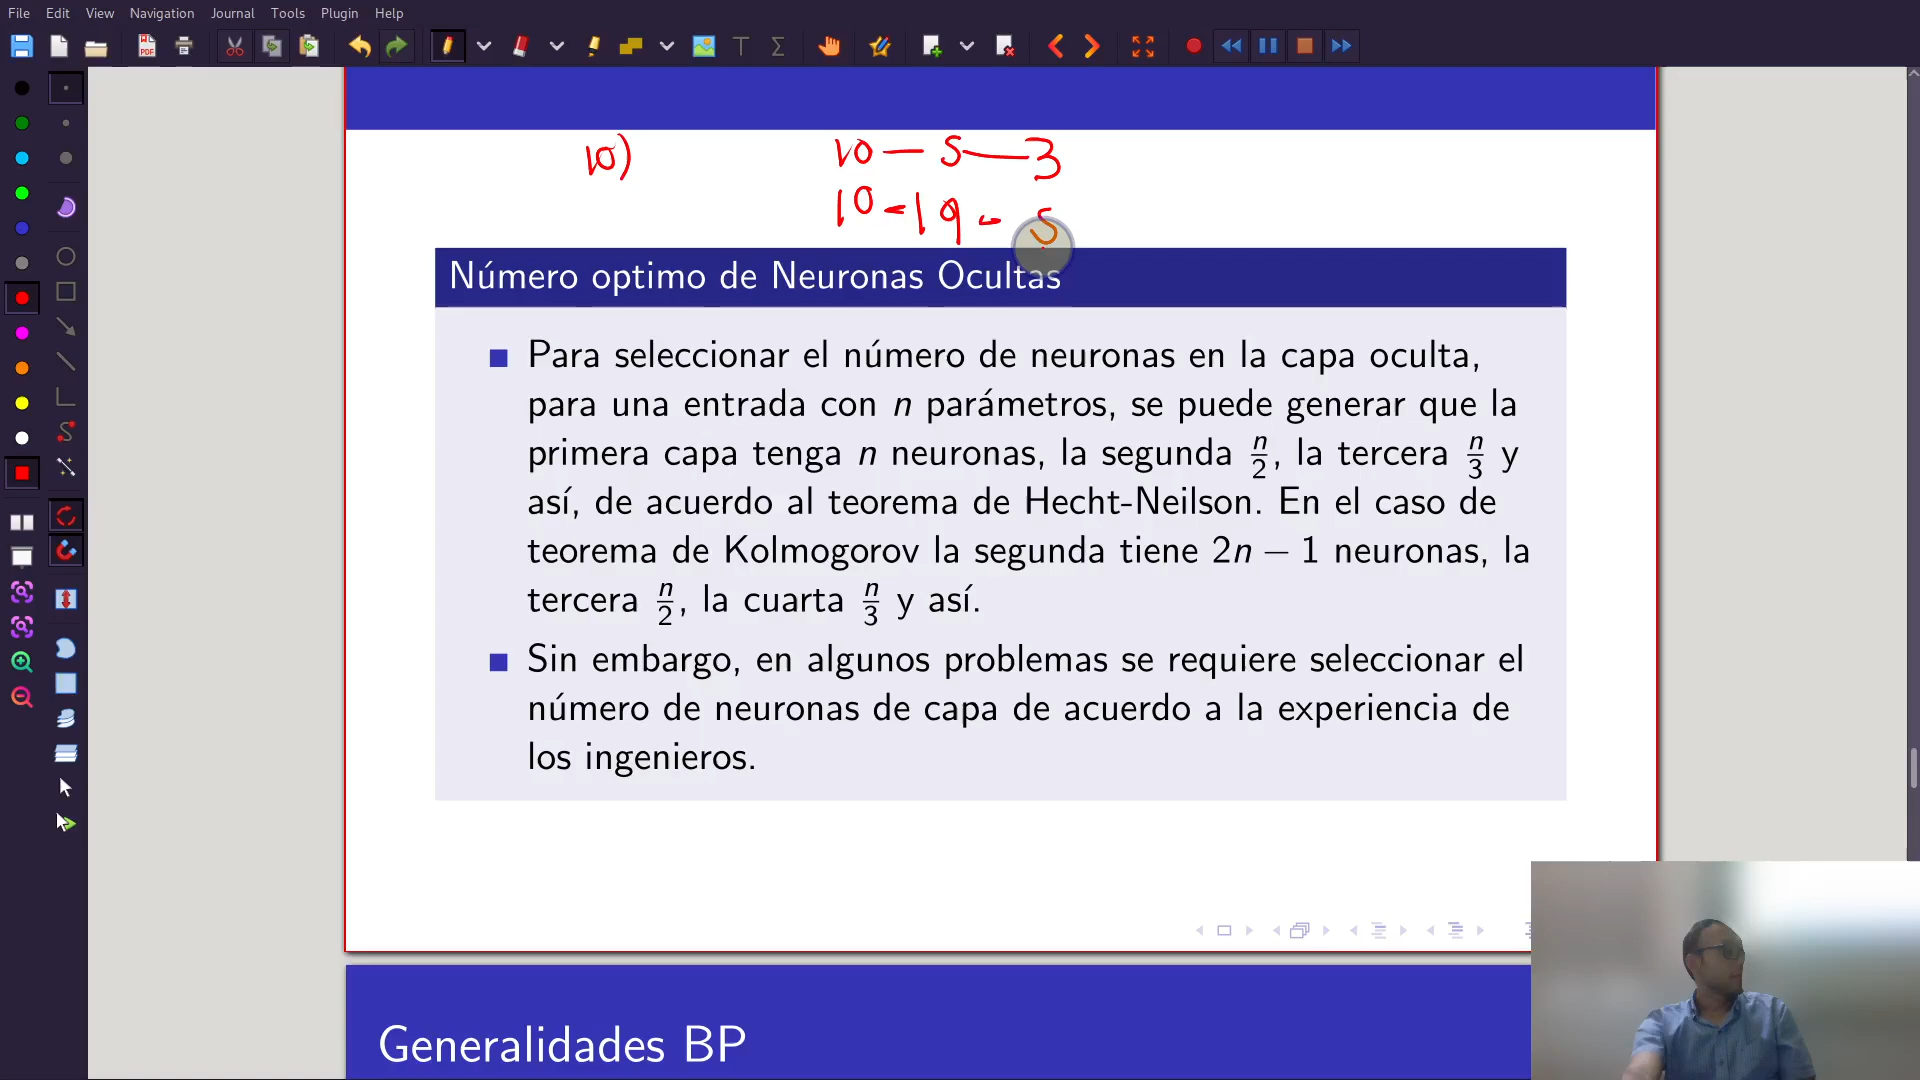 File Edit View Navigation Journal Tools Plugin Help
10) 10 — 5 — 3
10 - 19 - 5
Número optimo de Neuronas Ocultas
Para seleccionar el número de neuronas en la capa oculta,
para una entrada con n parámetros, se puede generar que la
primera capa tenga n neuronas, la segunda n/2, la tercera n/3 y
así, de acuerdo al teorema de Hecht-Neilson. En el caso de
teorema de Kolmogorov la segunda tiene 2n − 1 neuronas, la
tercera n/2, la cuarta n/3 y así.
Sin embargo, en algunos problemas se requiere seleccionar el
número de neuronas de capa de acuerdo a la experiencia de
los ingenieros.
Generalidades BP